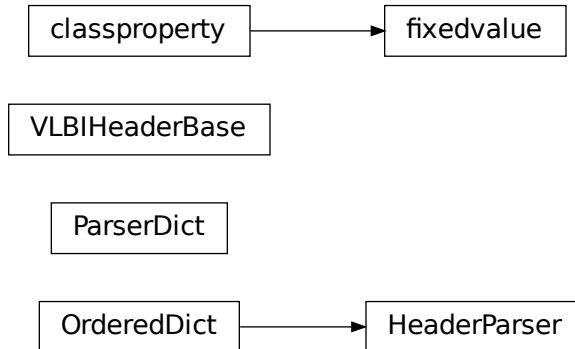 classproperty
fixedvalue
VLBIHeaderBase
ParserDict
OrderedDict
HeaderParser